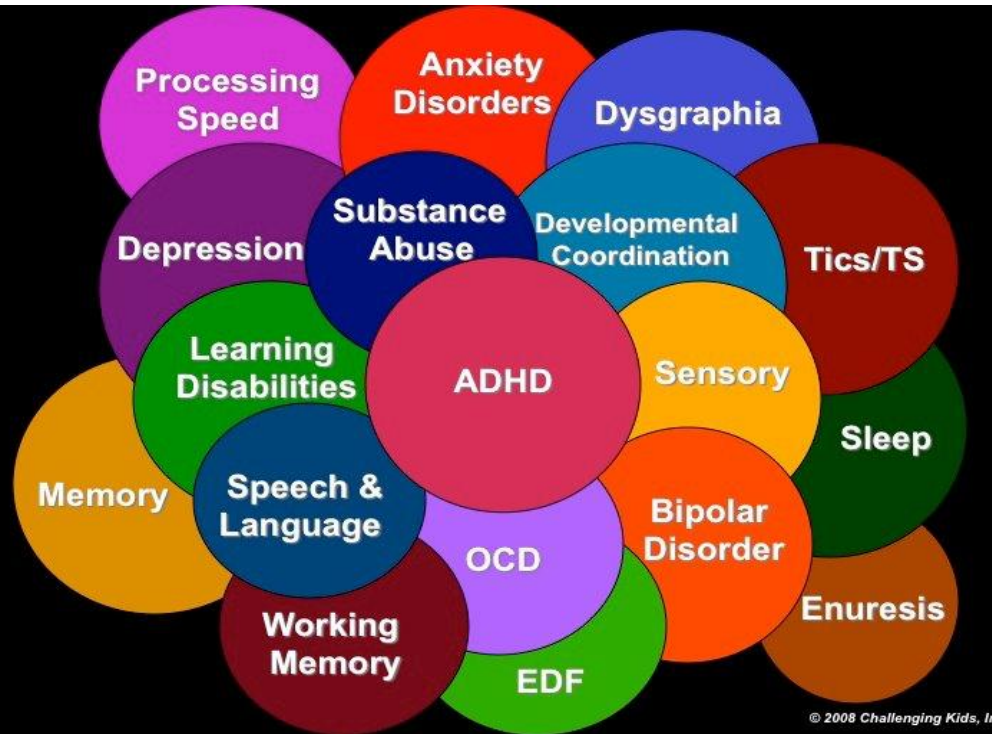 Processing
Speed
Anxiety
Disorders
Dysgraphia
Depression
Substance
Abuse
Developmental
Coordination
Tics/TS
Learning
Disabilities
ADHD
Sensory
Sleep
Memory
Speech &
Language
OCD
Bipolar
Disorder
Enuresis
Working
Memory
EDF
© 2008 Challenging Kids,